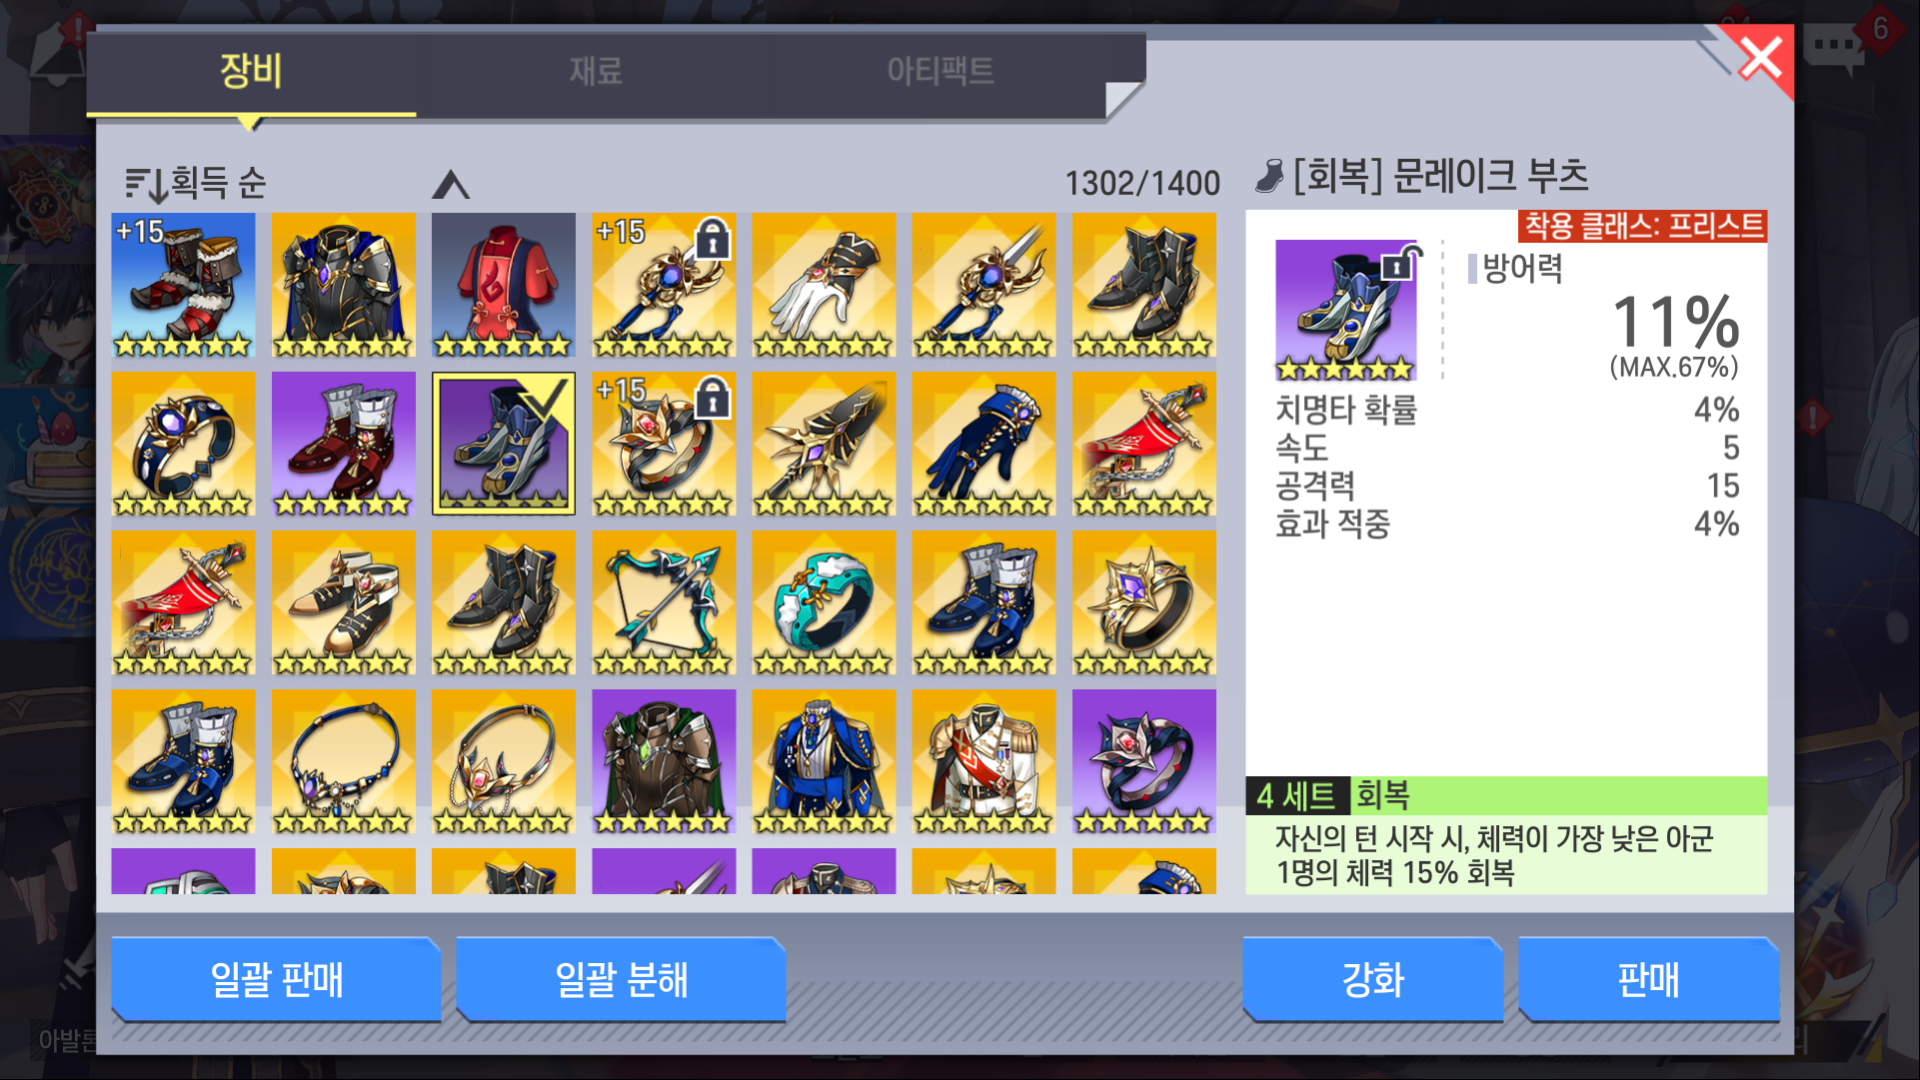 장비
재료
아티팩트
6
획득 순
1302/1400
[회복] 문레이크 부츠
착용 클래스: 프리스트
+15
+15
+15
방어력
11%
(MAX.67%)
치명타 확률 4%
속도 5
공격력 15
효과 적중 4%
4 세트 회복
자신의 턴 시작 시, 체력이 가장 낮은 아군
1명의 체력 15% 회복
일괄 판매
일괄 분해
강화
판매